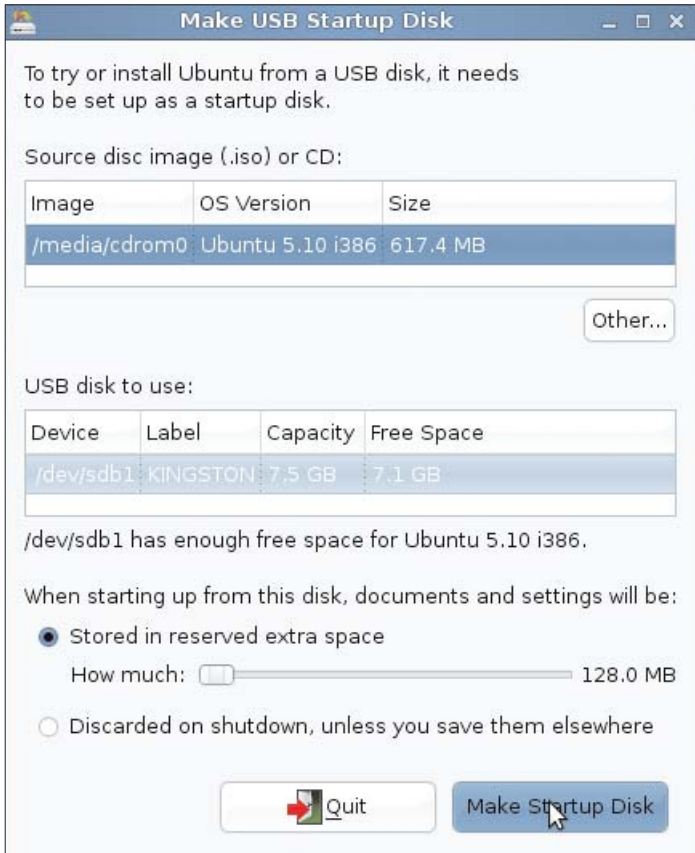 Make USB Startup Disk
To try or install Ubuntu from a USB disk, it needs
to be set up as a startup disk.
Source disc image (.iso) or CD:
Image OS Version Size
/media/cdrom0 Ubuntu 5.10 i386 617.4 MB
Other...
USB disk to use:
Device Label Capacity Free Space
/dev/sdb1 KINGSTON 7.5 GB 7.1 GB
/dev/sdb1 has enough free space for Ubuntu 5.10 i386.
When starting up from this disk, documents and settings will be:
Stored in reserved extra space
How much: 128.0 MB
Discarded on shutdown, unless you save them elsewhere
Quit Make Startup Disk